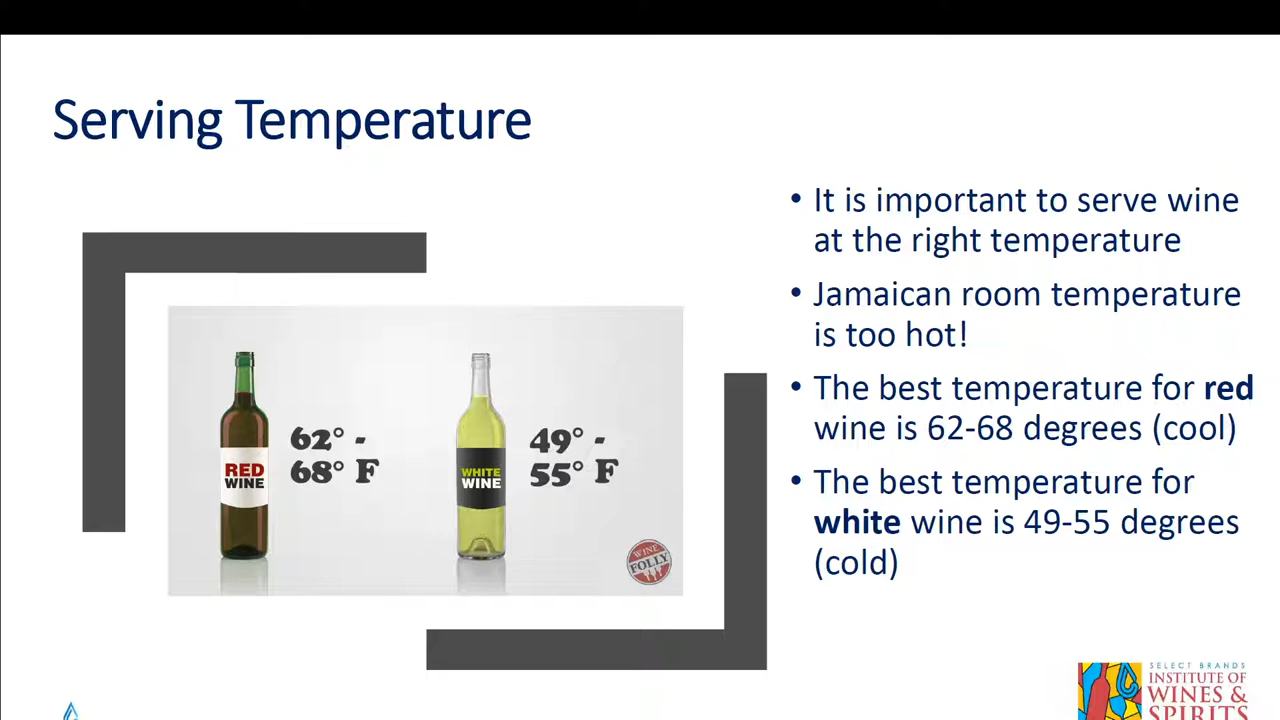 Serving Temperature
• It is important to serve wine
at the right temperature
• Jamaican room temperature
is too hot!
• The best temperature for red
wine is 62-68 degrees (cool)
• The best temperature for
white wine is 49-55 degrees
(cold)
RED
WINE
62° -
68° F
WHITE
WINE
49° -
55° F
WINE
FOLLY
SELECT BRANDS
INSTITUTE OF
WINES &
SPIRITS